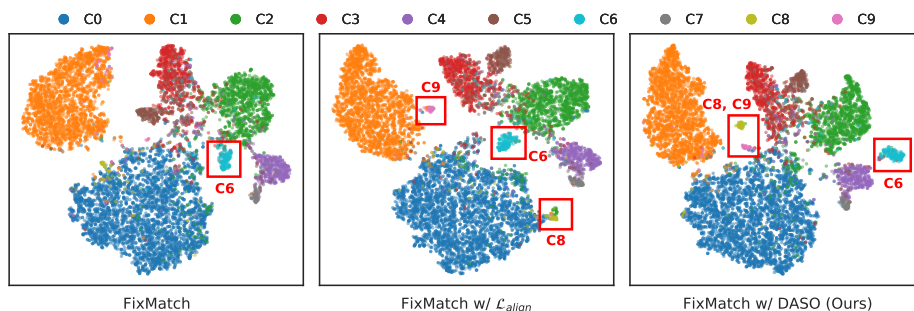 C0 C1 C2 C3 C4 C5 C6 C7 C8 C9
C6
C9
C6
C8
C8, C9
C6
FixMatch
FixMatch w/ ℒalign
FixMatch w/ DASO (Ours)